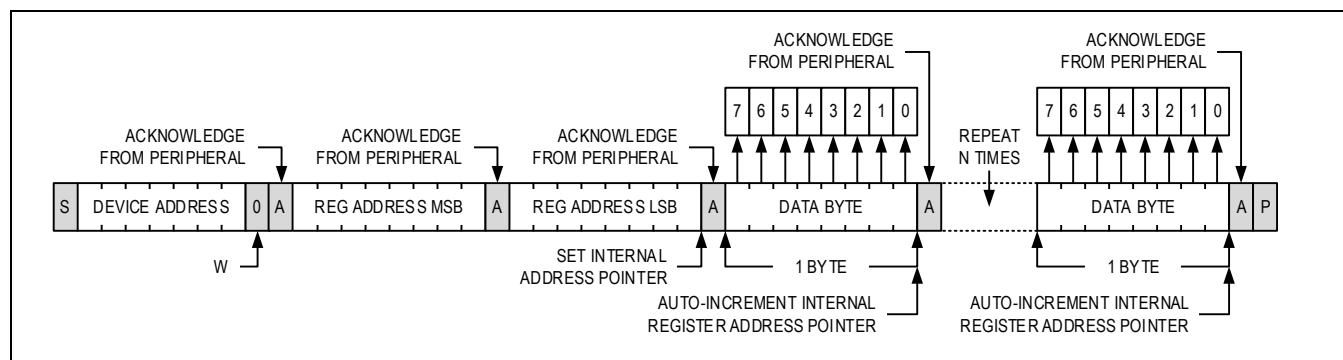 ACKNOWLEDGE
FROM PERIPHERAL
ACKNOWLEDGE
FROM PERIPHERAL
7 6 5 4 3 2 1 0
REPEAT
N TIMES
7 6 5 4 3 2 1 0
ACKNOWLEDGE
FROM PERIPHERAL
ACKNOWLEDGE
FROM PERIPHERAL
ACKNOWLEDGE
FROM PERIPHERAL
S DEVICE ADDRESS 0 A REG ADDRESS MSB A REG ADDRESS LSB A DATA BYTE A DATA BYTE A P
W
SET INTERNAL
ADDRESS POINTER
1 BYTE
1 BYTE
AUTO-INCREMENT INTERNAL
REGISTER ADDRESS POINTER
AUTO-INCREMENT INTERNAL
REGISTER ADDRESS POINTER